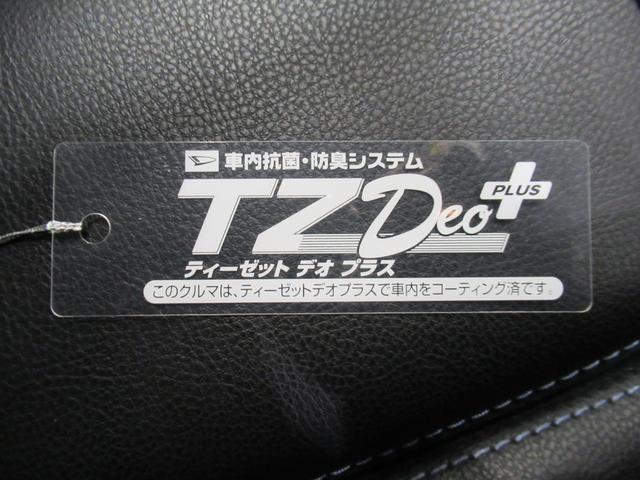 車内抗菌・防臭システム
TZ Deo PLUS
ティーゼット デオ プラス
このクルマは、ティーゼットデオプラスで車内をコーティング済です。